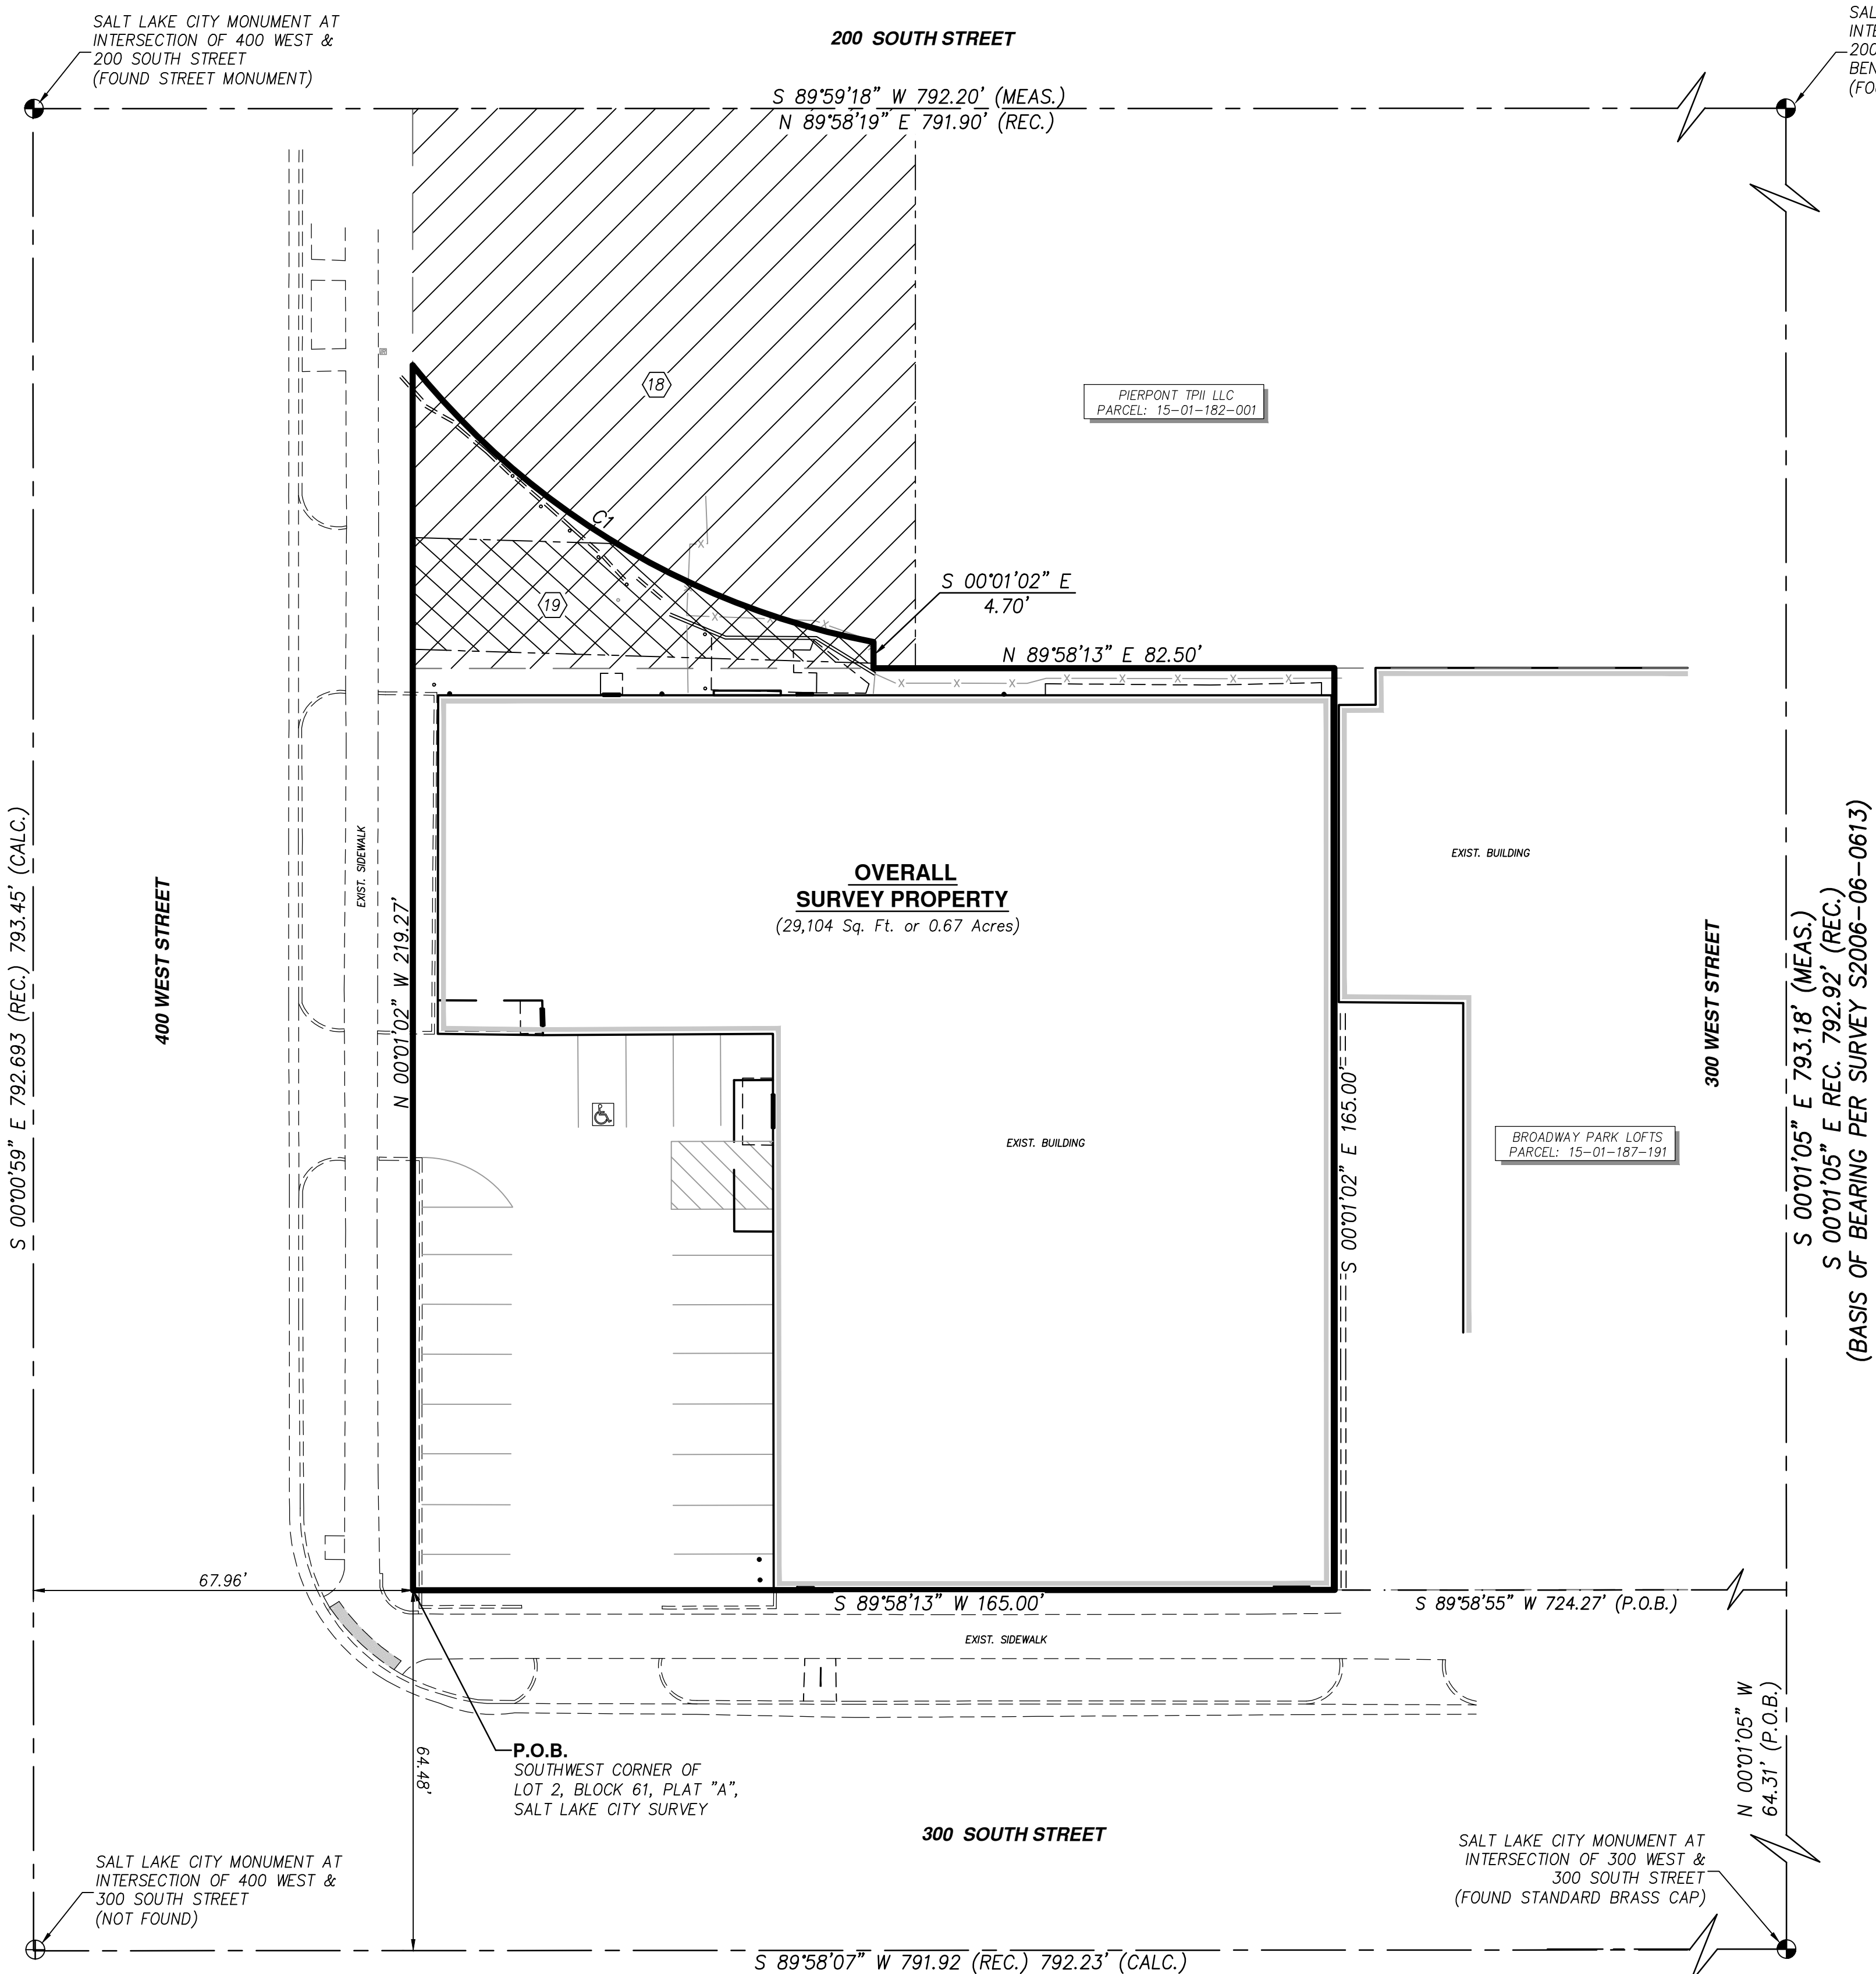 SALT LAKE CITY MONUMENT AT
INTERSECTION OF 400 WEST &
200 SOUTH STREET
(FOUND STREET MONUMENT)
200 SOUTH STREET
S 89°59'18" W 792.20' (MEAS.)
N 89°58'19" E 791.90' (REC.)
18
PIERPONT TPII LLC
PARCEL: 15-01-182-001
C1
19
S 00°01'02" E
4.70'
N 89°58'13" E 82.50'
X
X
X
X
X
X
X
X
X
X
X
X
EXIST. SIDEWALK
400 WEST STREET
S 00°00'59" E 792.693 (REC.) 793.45' (CALC.)
N 00°01'02" W 219.27'
OVERALL
SURVEY PROPERTY
(29,104 Sq. Ft. or 0.67 Acres)
EXIST. BUILDING
EXIST. BUILDING
S 00°01'02" E 165.00'
300 WEST STREET
BROADWAY PARK LOFTS
PARCEL: 15-01-187-191
S 00°01'05" E 793.18' (MEAS.)
S 00°01'05" E REC. 792.92' (REC.)
(BASIS OF BEARING PER SURVEY S2006-06-0613)
67.96'
S 89°58'13" W 165.00'
S 89°58'55" W 724.27' (P.O.B.)
EXIST. SIDEWALK
N 00°01'05" W
64.31' (P.O.B.)
64.48'
P.O.B.
SOUTHWEST CORNER OF
LOT 2, BLOCK 61, PLAT "A",
SALT LAKE CITY SURVEY
300 SOUTH STREET
SALT LAKE CITY MONUMENT AT
INTERSECTION OF 400 WEST &
300 SOUTH STREET
(NOT FOUND)
SALT LAKE CITY MONUMENT AT
INTERSECTION OF 300 WEST &
300 SOUTH STREET
(FOUND STANDARD BRASS CAP)
S 89°58'07" W 791.92 (REC.) 792.23' (CALC.)